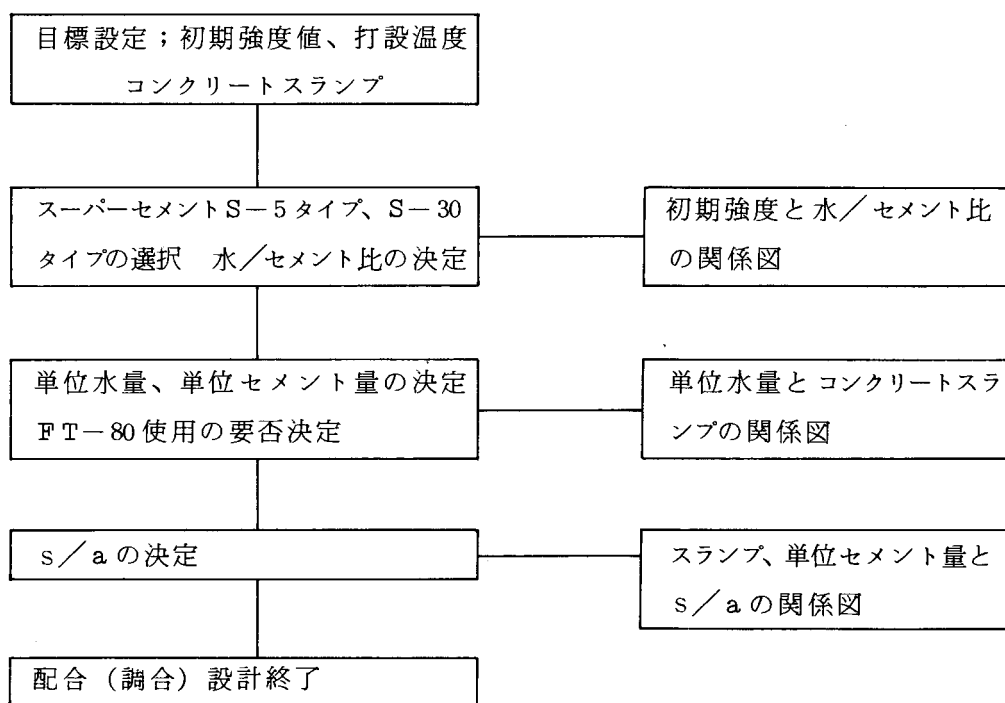 目標設定;初期強度値、打設温度
コンクリートスランプ
スーパーセメントS-5タイプ、S-30
タイプの選択 水/セメント比の決定
初期強度と水/セメント比
の関係図
単位水量、単位セメント量の決定
FT-80使用の要否決定
単位水量とコンクリートスラ
ンプの関係図
s/aの決定
スランプ、単位セメント量と
s/aの関係図
配合(調合)設計終了